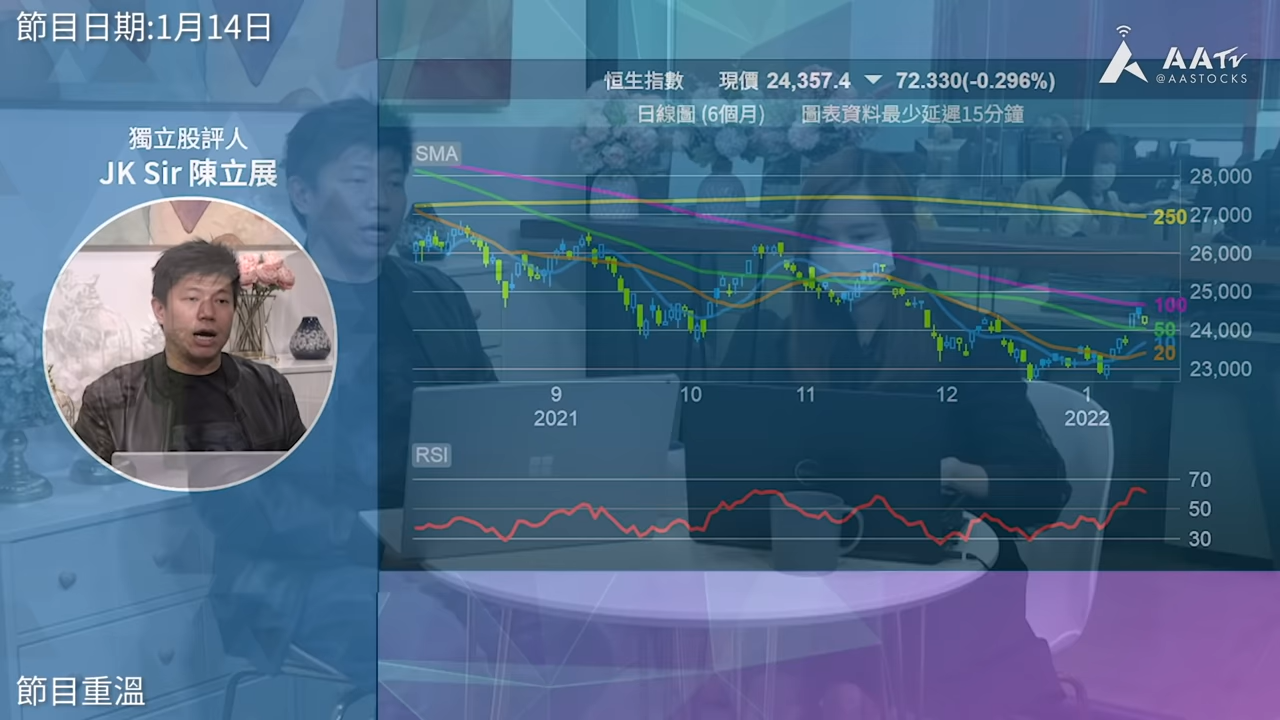 節目日期:1月14日
AATV
@AASTOCKS
獨立股評人
JK Sir 陳立展
恒生指數 現價 24,357.4 72.330(-0.296%)
日線圖 (6個月) 圖表資料最少延遲15分鐘
SMA
28,000
250
27,000
26,000
25,000
100
24,000
50
10
20
23,000
9 10 11 12 1
2021 2022
RSI
70
50
30
節目重溫